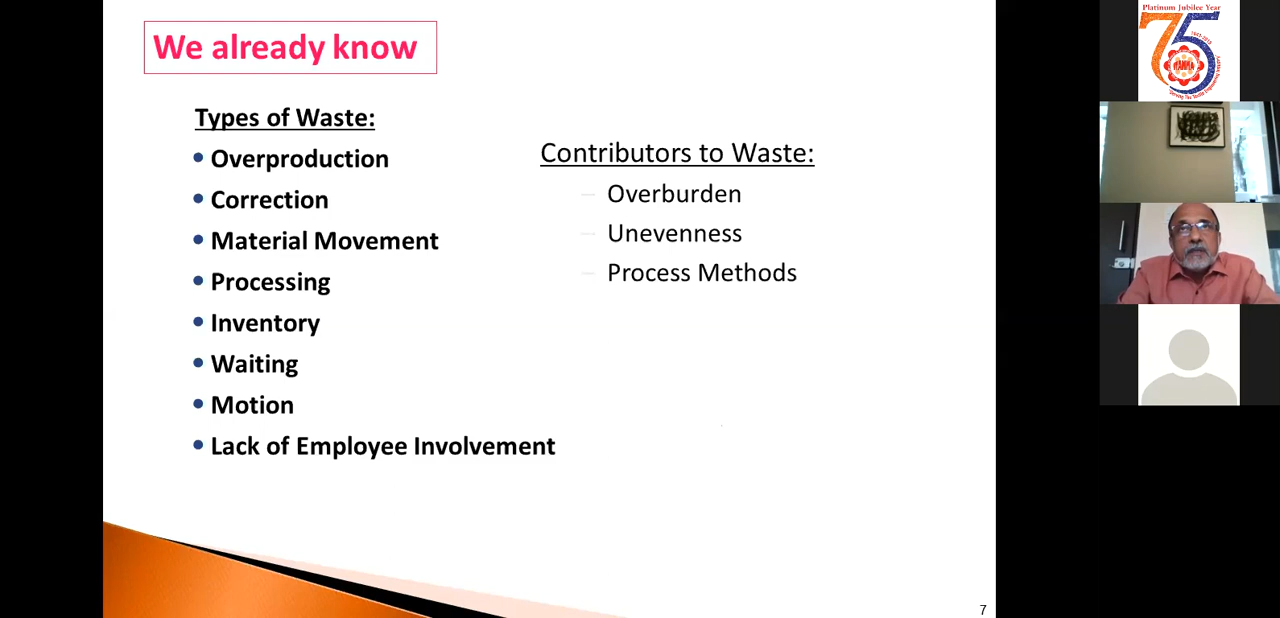 We already know
Types of Waste:
Overproduction
Correction
Material Movement
Processing
Inventory
Waiting
Motion
Lack of Employee Involvement
Contributors to Waste:
Overburden
Unevenness
Process Methods
7
Platinum Jubilee Year
75